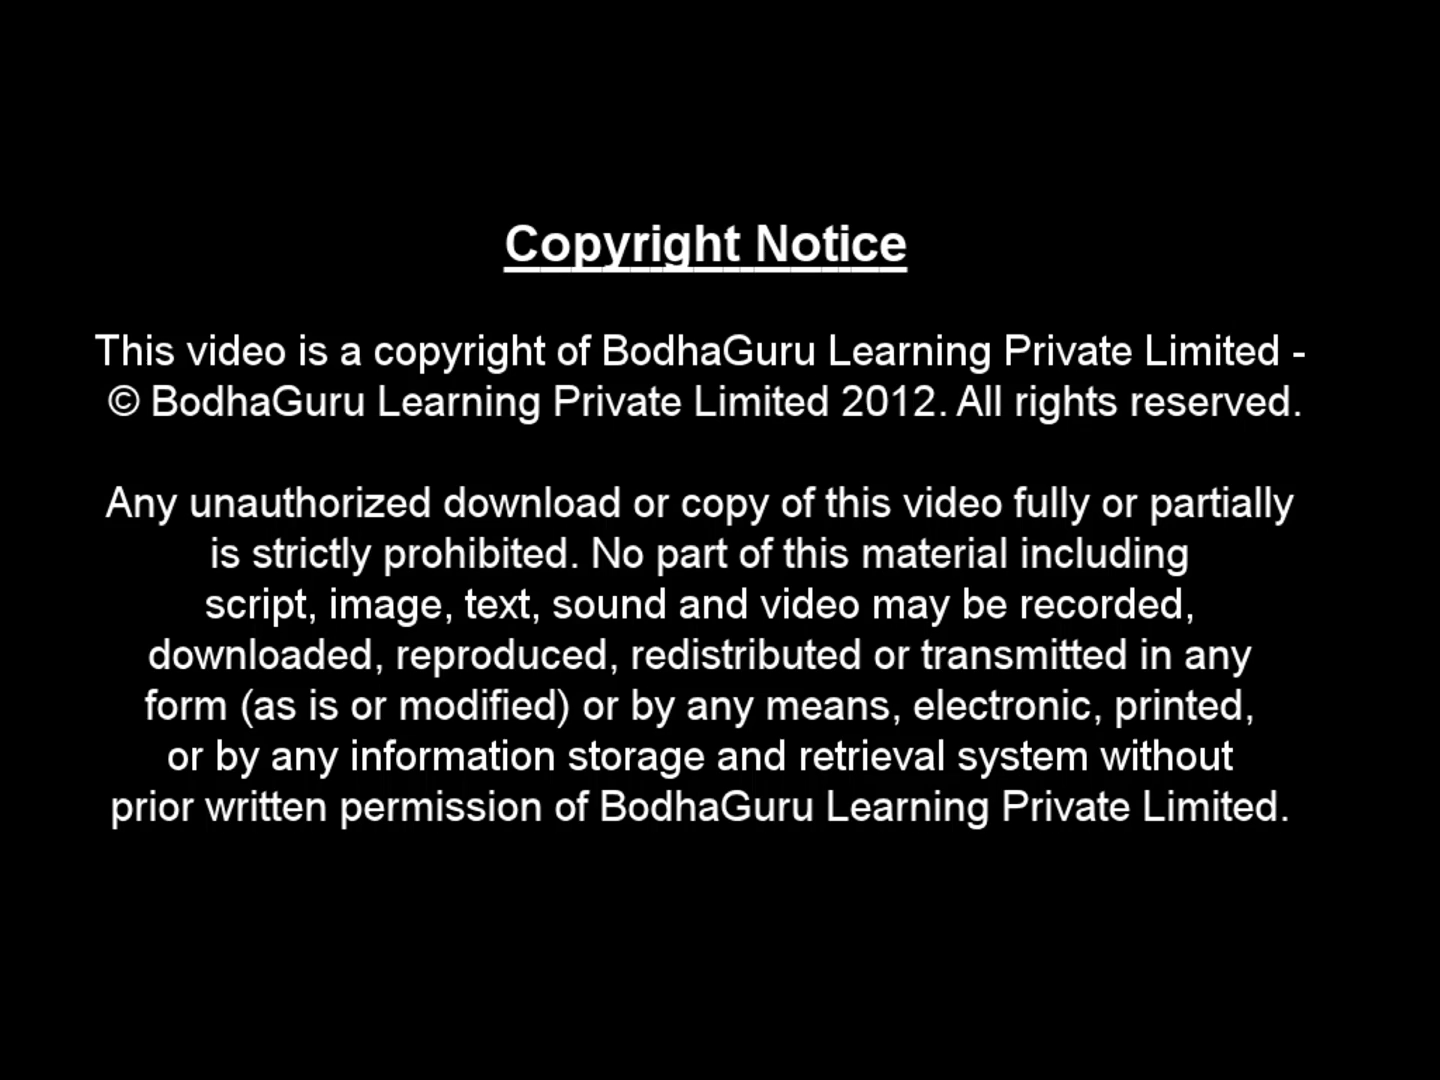 Copyright Notice
This video is a copyright of BodhaGuru Learning Private Limited -
© BodhaGuru Learning Private Limited 2012. All rights reserved.
Any unauthorized download or copy of this video fully or partially
is strictly prohibited. No part of this material including
script, image, text, sound and video may be recorded,
downloaded, reproduced, redistributed or transmitted in any
form (as is or modified) or by any means, electronic, printed,
or by any information storage and retrieval system without
prior written permission of BodhaGuru Learning Private Limited.